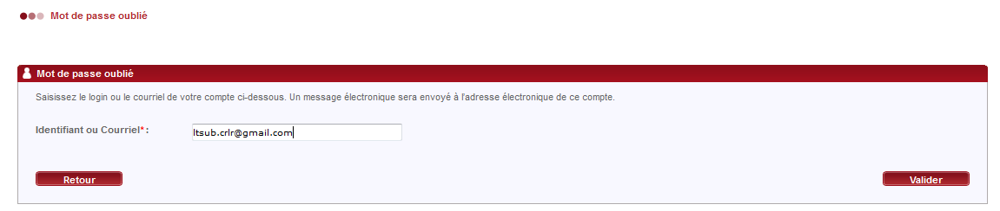 Mot de passe oublié
Mot de passe oublié
Saisissez le login ou le courriel de votre compte ci-dessous. Un message électronique sera envoyé à l'adresse électronique de ce compte.
Identifiant ou Courriel* : ltsub.crlr@gmail.com
Retour Valider